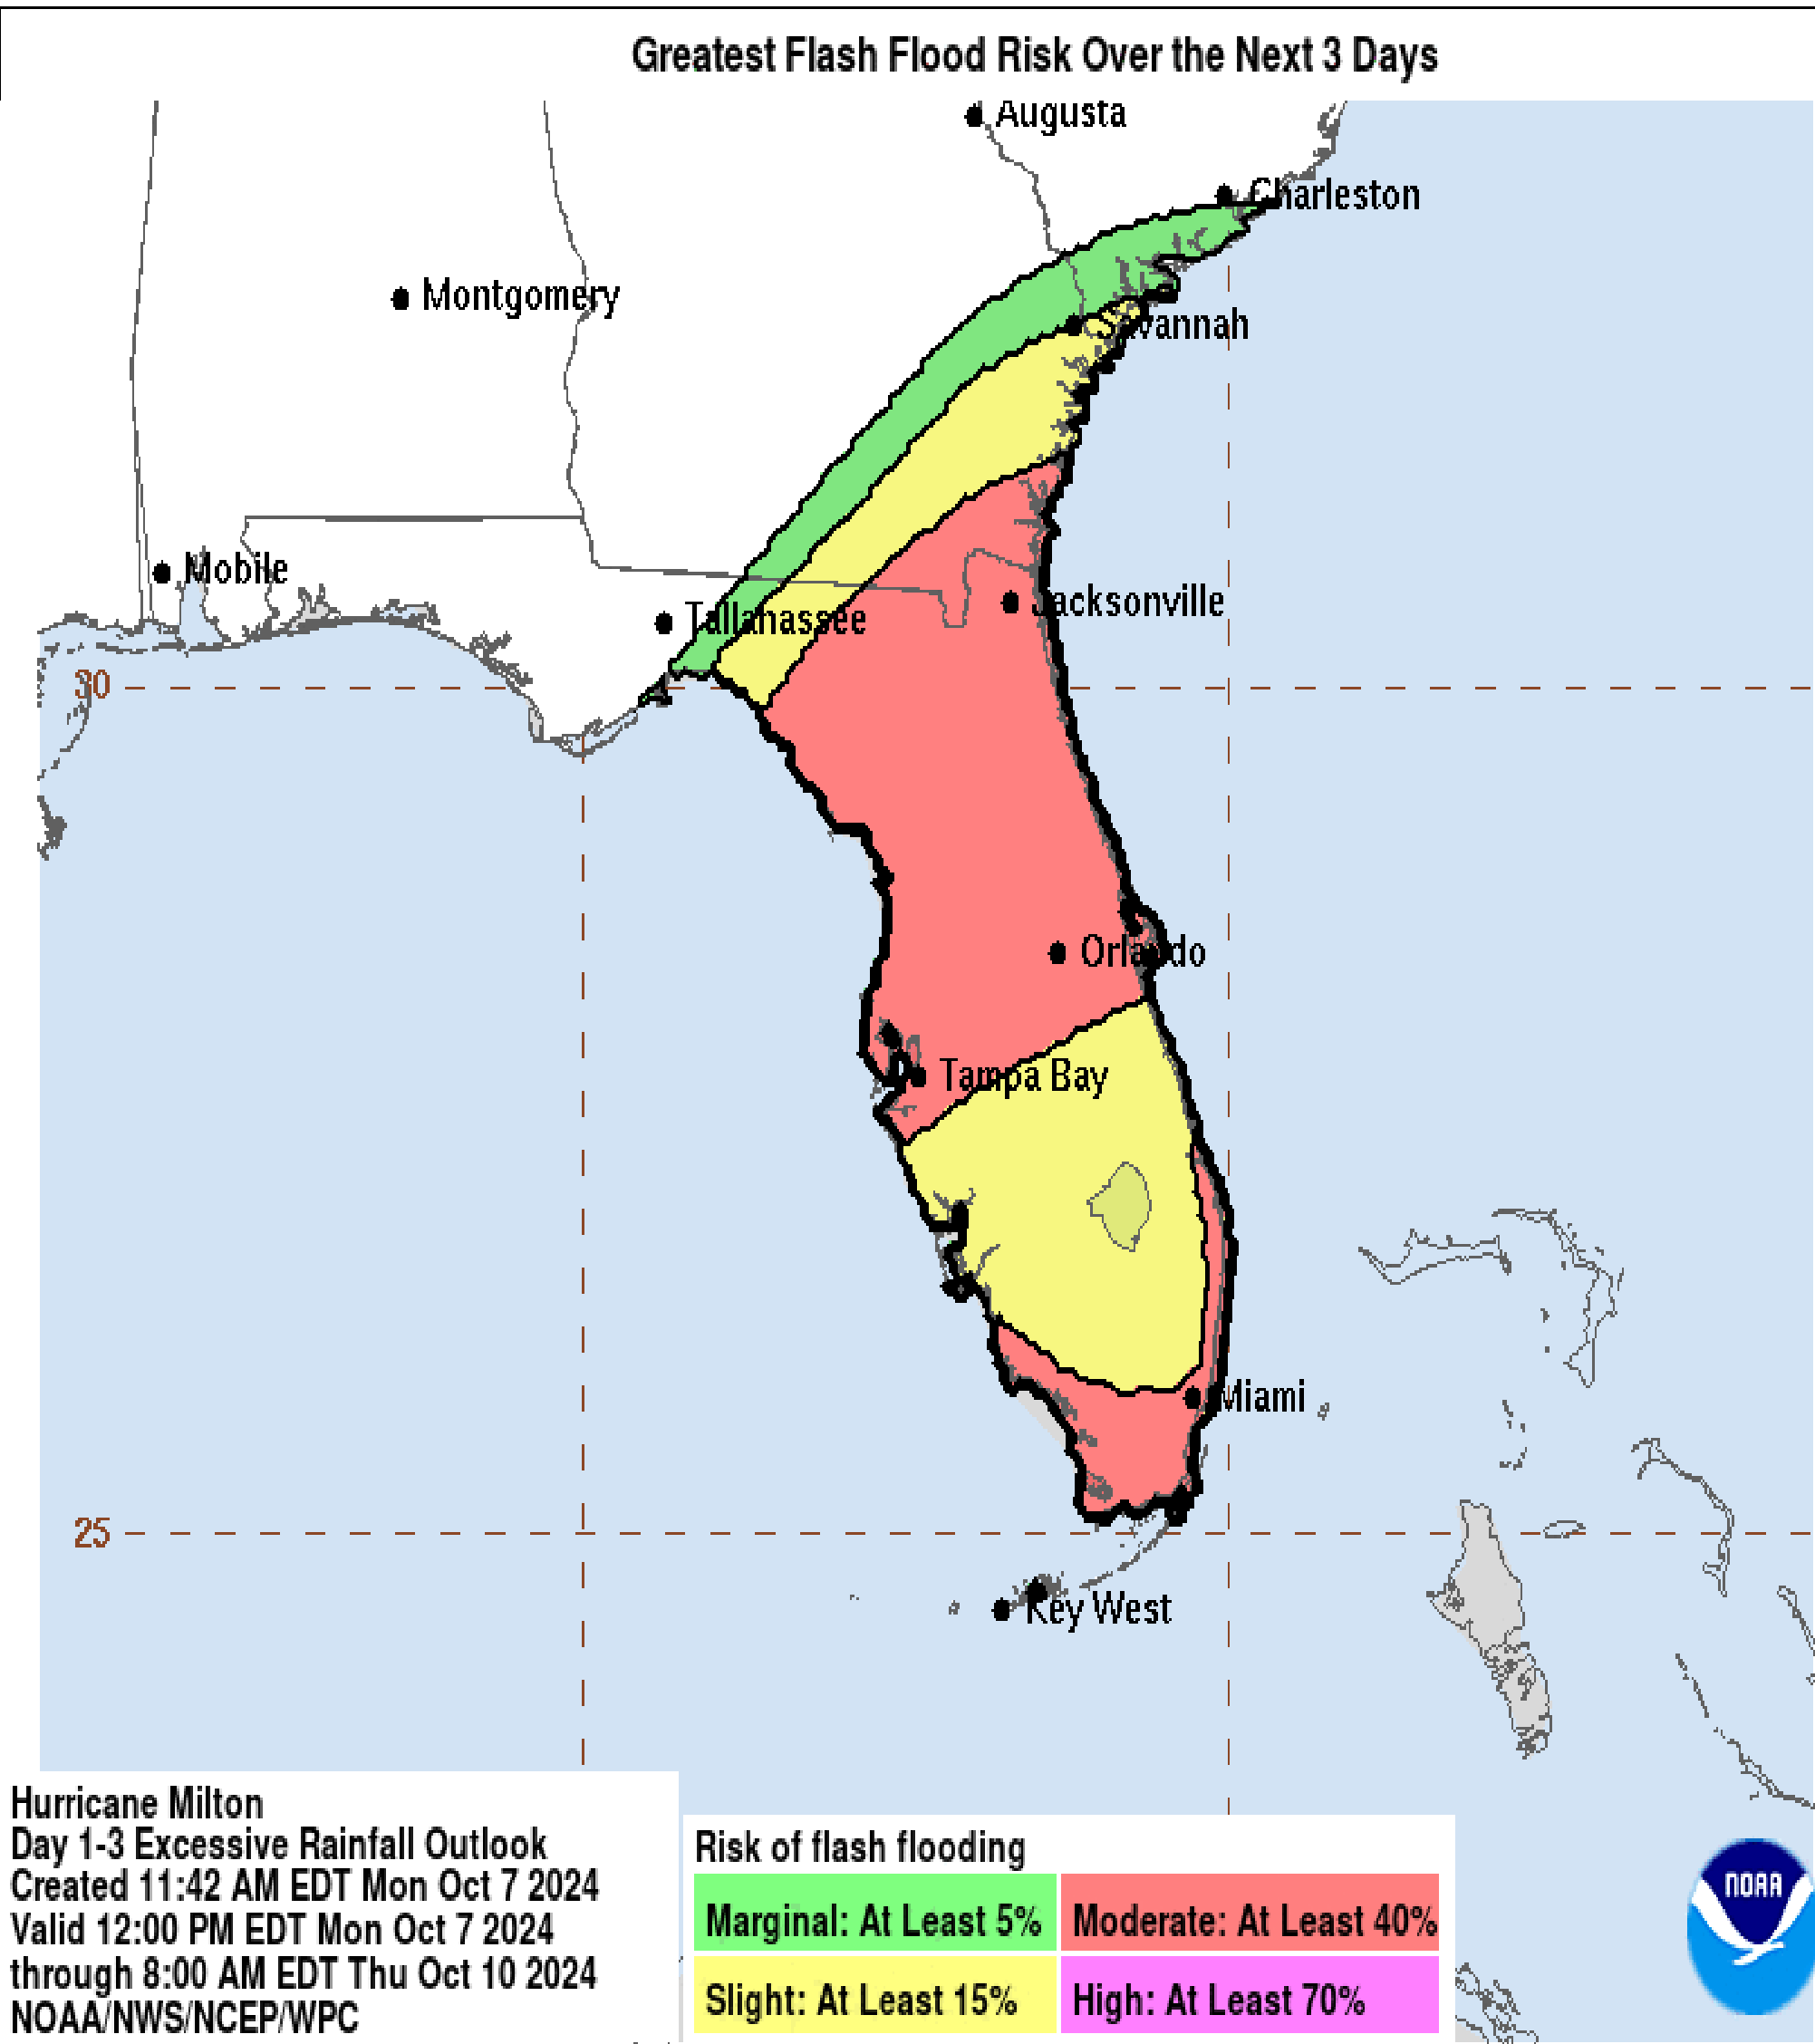 Greatest Flash Flood Risk Over the Next 3 Days
Augusta
Charleston
Montgomery
Savannah
Mobile
Jacksonville
Tallahassee
30
Orlando
Tampa Bay
Miami
25
Key West
Hurricane Milton
Day 1-3 Excessive Rainfall Outlook
Created 11:42 AM EDT Mon Oct 7 2024
Valid 12:00 PM EDT Mon Oct 7 2024
through 8:00 AM EDT Thu Oct 10 2024
NOAA/NWS/NCEP/WPC
Risk of flash flooding
Marginal: At Least 5%
Moderate: At Least 40%
Slight: At Least 15%
High: At Least 70%
NOAA